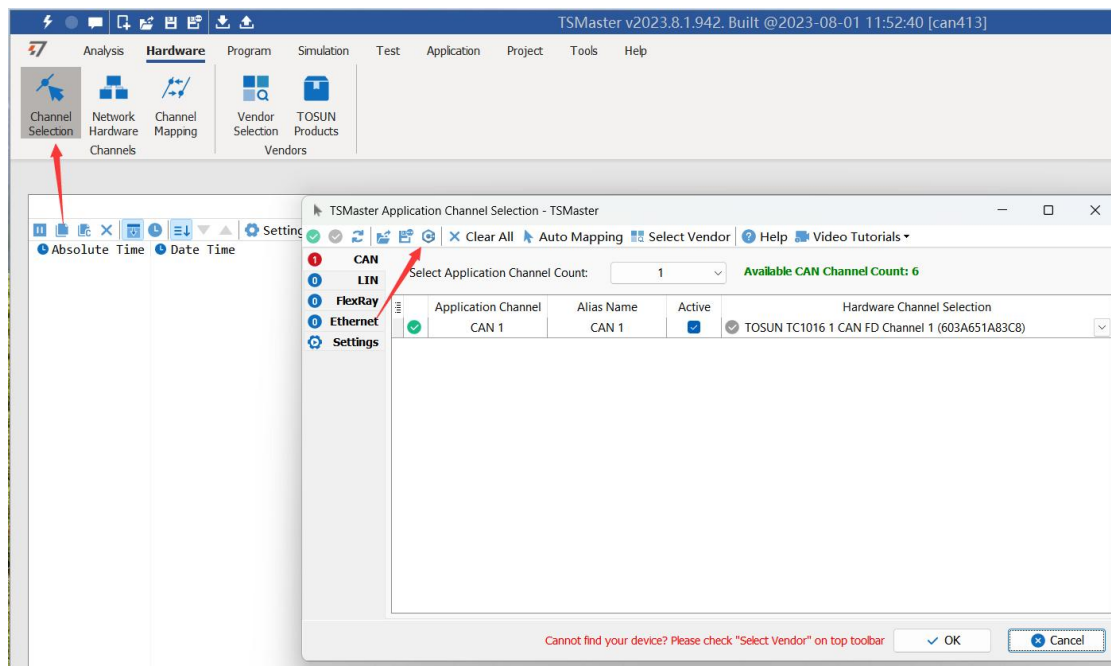 TSMaster v2023.8.1.942. Built @2023-08-01 11:52:40 [can413]
Analysis Hardware Program Simulation Test Application Project Tools Help
Channel Selection
Network Hardware
Channel Mapping
Channels
Vendor Selection
TOSUN Products
Vendors
Setting
Absolute Time Date Time
TSMaster Application Channel Selection - TSMaster
Clear All Auto Mapping Select Vendor Help Video Tutorials
1 CAN
0 LIN
0 FlexRay
0 Ethernet
Settings
Select Application Channel Count: 1 Available CAN Channel Count: 6
Application Channel Alias Name Active Hardware Channel Selection
CAN 1 CAN 1 TOSUN TC1016 1 CAN FD Channel 1 (603A651A83C8)
Cannot find your device? Please check "Select Vendor" on top toolbar
OK Cancel